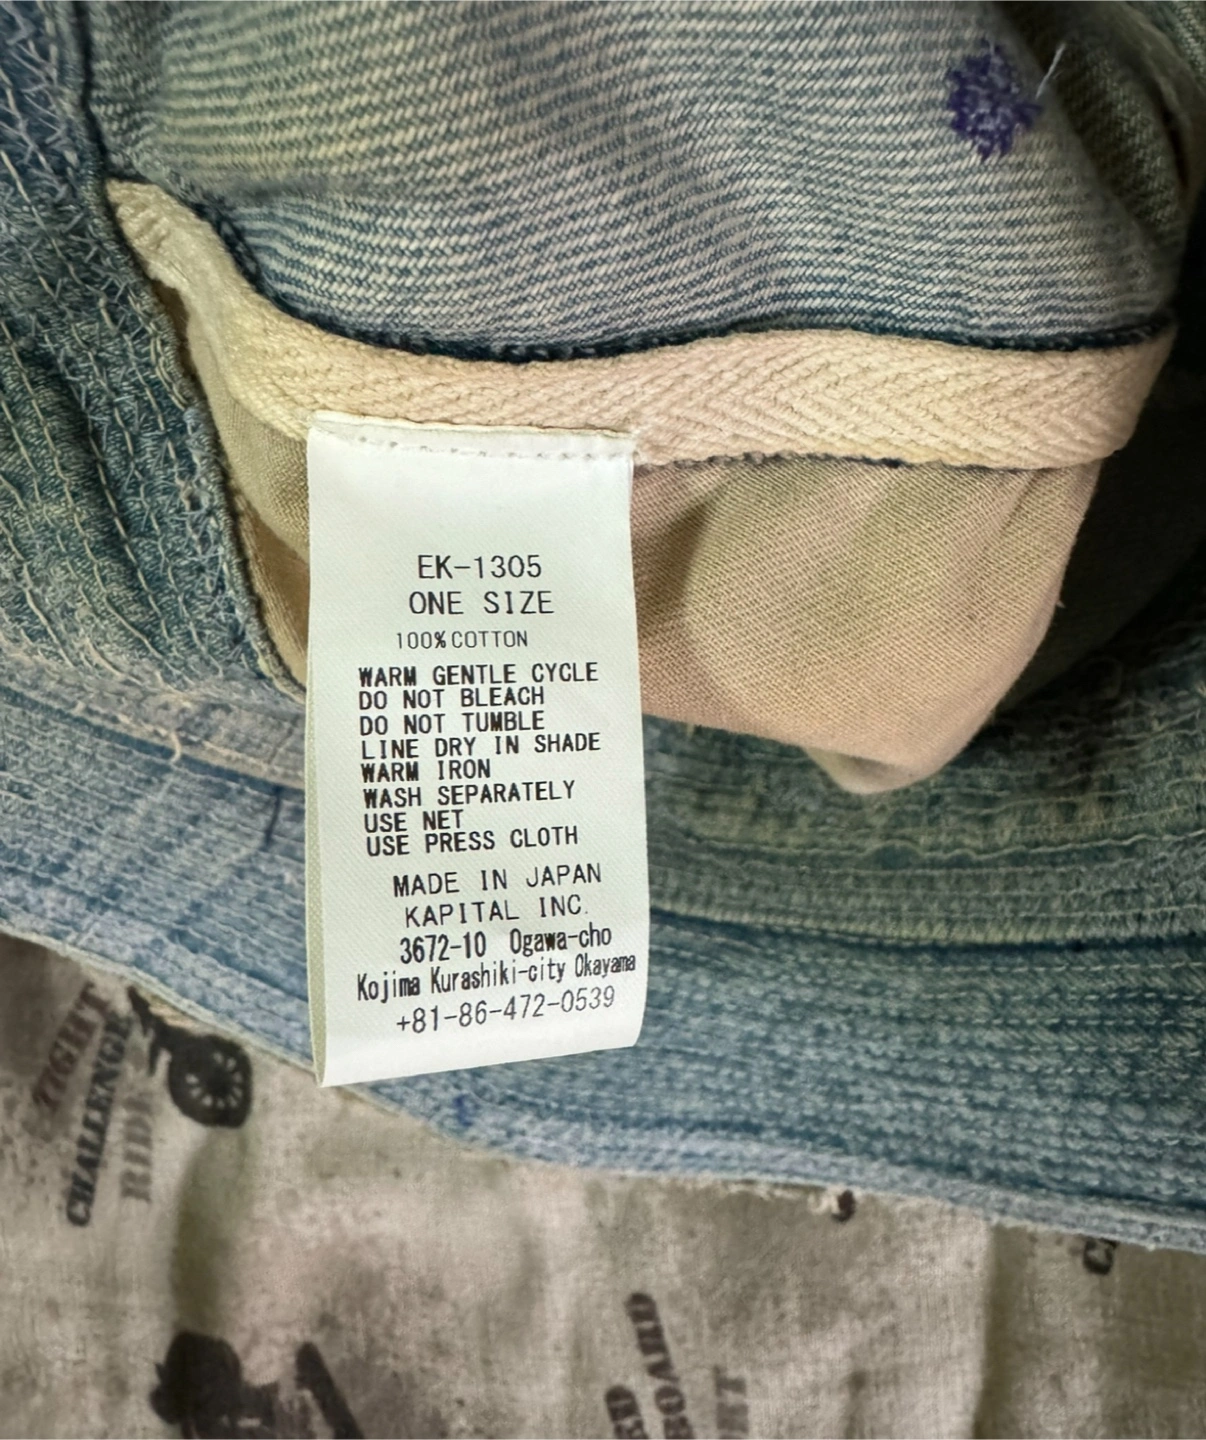 EK-1305
ONE SIZE
100% COTTON
WARM GENTLE CYCLE
DO NOT BLEACH
DO NOT TUMBLE
LINE DRY IN SHADE
WARM IRON
WASH SEPARATELY
USE NET
USE PRESS CLOTH
MADE IN JAPAN
KAPITAL INC.
3672-10 Ogawa-cho
Kojima Kurashiki-city Okayama
+81-86-472-0539
CHALLENGE